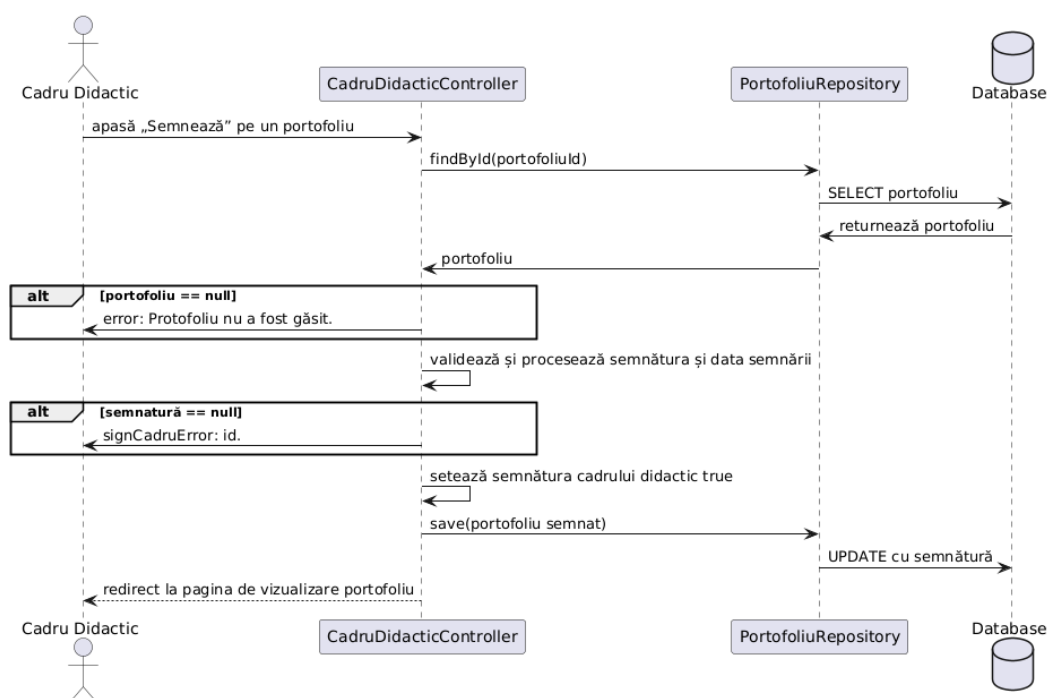 Cadru Didactic
CadruDidacticController
PortofoliuRepository
Database
apasă „Semnează” pe un portofoliu
findById(portofoliuId)
SELECT portofoliu
returnează portofoliu
portofoliu
alt [portofoliu == null]
error: Protofoliu nu a fost găsit.
validează și procesează semnătura și data semnării
alt [semnatură == null]
signCadruError: id.
setează semnătura cadrului didactic true
save(portofoliu semnat)
UPDATE cu semnătură
redirect la pagina de vizualizare portofoliu
Cadru Didactic
CadruDidacticController
PortofoliuRepository
Database